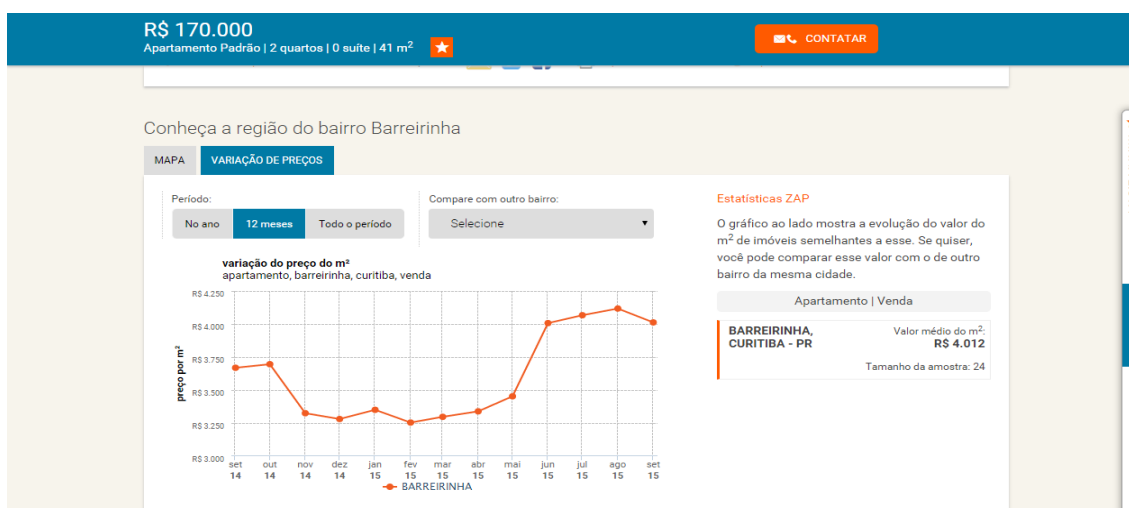 R$ 170.000
Apartamento Padrão | 2 quartos | 0 suíte | 41 m²
CONTATAR
Conheça a região do bairro Barreirinha
MAPA
VARIAÇÃO DE PREÇOS
Período:
No ano
12 meses
Todo o período
Compare com outro bairro:
Selecione
variação do preço do m²
apartamento, barreirinha, curitiba, venda
preço por m²
R$ 4.250
R$ 4.000
R$ 3.750
R$ 3.500
R$ 3.250
R$ 3.000
set out nov dez jan fev mar abr mai jun jul ago set
14 14 14 14 15 15 15 15 15 15 15 15 15
BARREIRINHA
Estatísticas ZAP
O gráfico ao lado mostra a evolução do valor do
m² de imóveis semelhantes a esse. Se quiser,
você pode comparar esse valor com o de outro
bairro da mesma cidade.
Apartamento | Venda
BARREIRINHA,
CURITIBA - PR
Valor médio do m²:
R$ 4.012
Tamanho da amostra: 24